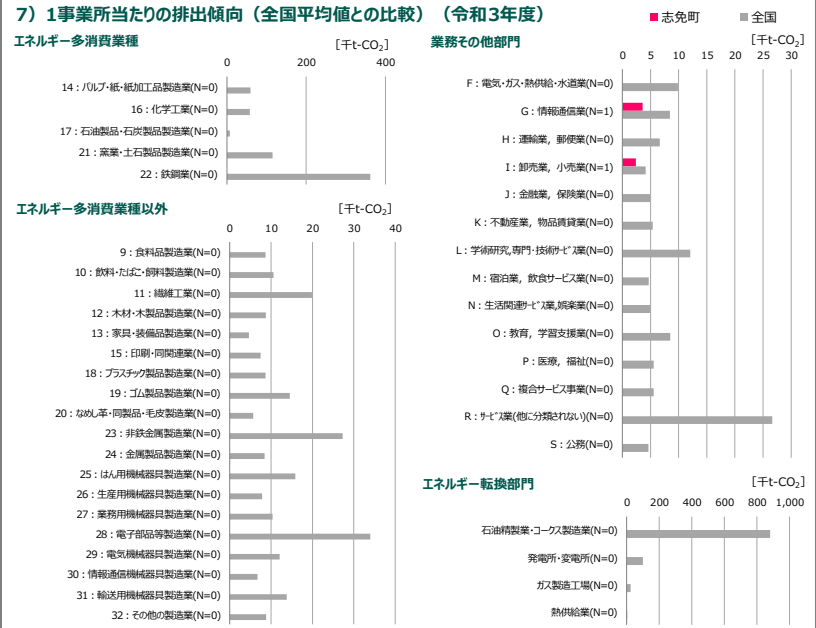 7）1事業所当たりの排出傾向（全国平均値との比較）（令和3年度）
■志免町 ■全国
エネルギー多消費業種
[千t-CO₂]
0 200 400
14：パルプ・紙・紙加工品製造業(N=0)
16：化学工業(N=0)
17：石油製品・石炭製品製造業(N=0)
21：窯業・土石製品製造業(N=0)
22：鉄鋼業(N=0)
エネルギー多消費業種以外
[千t-CO₂]
0 10 20 30 40
9：食料品製造業(N=0)
10：飲料・たばこ・飼料製造業(N=0)
11：繊維工業(N=0)
12：木材・木製品製造業(N=0)
13：家具・装備品製造業(N=0)
15：印刷・同関連業(N=0)
18：プラスチック製品製造業(N=0)
19：ゴム製品製造業(N=0)
20：なめし革・同製品・毛皮製造業(N=0)
23：非鉄金属製造業(N=0)
24：金属製品製造業(N=0)
25：はん用機械器具製造業(N=0)
26：生産用機械器具製造業(N=0)
27：業務用機械器具製造業(N=0)
28：電子部品等製造業(N=0)
29：電気機械器具製造業(N=0)
30：情報通信機械器具製造業(N=0)
31：輸送用機械器具製造業(N=0)
32：その他の製造業(N=0)
業務その他部門
[千t-CO₂]
0 5 10 15 20 25 30
F：電気・ガス・熱供給・水道業(N=0)
G：情報通信業(N=1)
H：運輸業，郵便業(N=0)
I：卸売業，小売業(N=1)
J：金融業，保険業(N=0)
K：不動産業，物品賃貸業(N=0)
L：学術研究,専門・技術ｻｰﾋﾞｽ業(N=0)
M：宿泊業，飲食サービス業(N=0)
N：生活関連ｻｰﾋﾞｽ業,娯楽業(N=0)
O：教育，学習支援業(N=0)
P：医療，福祉(N=0)
Q：複合サービス事業(N=0)
R：ｻｰﾋﾞｽ業(他に分類されない)(N=0)
S：公務(N=0)
エネルギー転換部門
[千t-CO₂]
0 200 400 600 800 1,000
石油精製業・コークス製造業(N=0)
発電所・変電所(N=0)
ガス製造工場(N=0)
熱供給業(N=0)